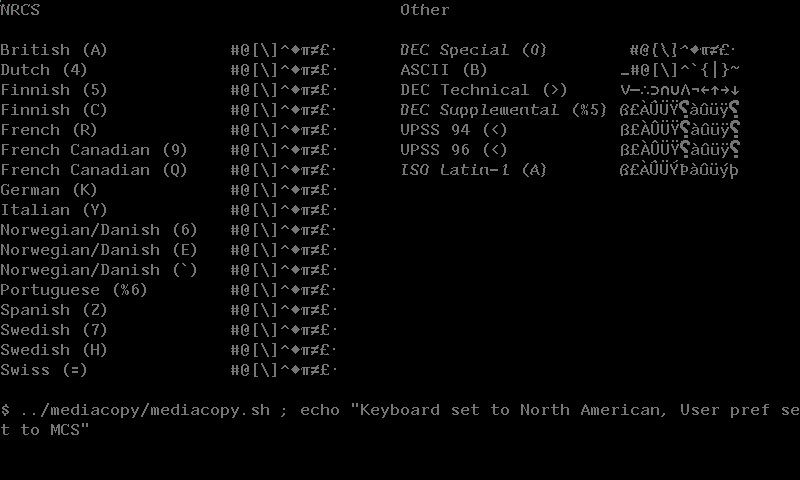 NRCS Other
British (A) #@[\]^◆π≠£· DEC Special (0) #@[\]^◆π≠£·
Dutch (4) #@[\]^◆π≠£· ASCII (B) _#@[\]^`{|}~
Finnish (5) #@[\]^◆π≠£· DEC Technical (>) √─∴⊃∩∪∧¬←↑→↓
Finnish (C) #@[\]^◆π≠£· DEC Supplemental (%5) ß£ÀÛÜŸ⸮àûüÿ⸮
French (R) #@[\]^◆π≠£· UPSS 94 (<) ß£ÀÛÜŸ⸮àûüÿ⸮
French Canadian (9) #@[\]^◆π≠£· UPSS 96 (<) ß£ÀÛÜŸ⸮àûüÿ⸮
French Canadian (Q) #@[\]^◆π≠£· ISO Latin-1 (A) ß£ÀÛÜÝÞàûüýþ
German (K) #@[\]^◆π≠£·
Italian (Y) #@[\]^◆π≠£·
Norwegian/Danish (6) #@[\]^◆π≠£·
Norwegian/Danish (E) #@[\]^◆π≠£·
Norwegian/Danish (`) #@[\]^◆π≠£·
Portuguese (%6) #@[\]^◆π≠£·
Spanish (Z) #@[\]^◆π≠£·
Swedish (7) #@[\]^◆π≠£·
Swedish (H) #@[\]^◆π≠£·
Swiss (=) #@[\]^◆π≠£·
$ ../mediacopy/mediacopy.sh ; echo "Keyboard set to North American, User pref se
t to MCS"